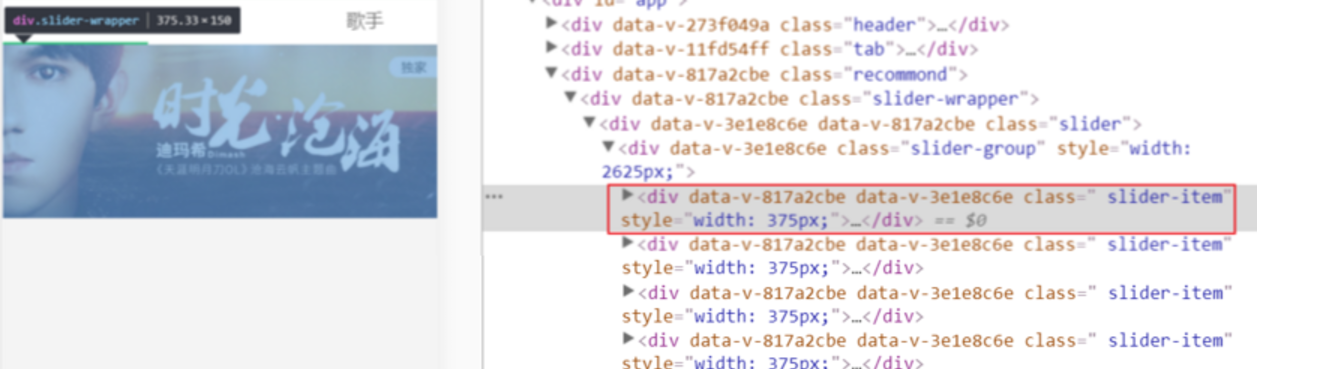 div.slider-wrapper | 375.33×150
歌手
独家
时光沧海
迪玛希Dimash
《天涯明月刀OL》沧海云帆主题曲
<div id="app">
▶<div data-v-273f049a class="header">…</div>
▶<div data-v-11fd54ff class="tab">…</div>
▼<div data-v-817a2cbe class="recommond">
▼<div data-v-817a2cbe class="slider-wrapper">
▼<div data-v-3e1e8c6e data-v-817a2cbe class="slider">
▼<div data-v-3e1e8c6e class="slider-group" style="width:
2625px;">
▶<div data-v-817a2cbe data-v-3e1e8c6e class=" slider-item"
style="width: 375px;">…</div> == $0
▶<div data-v-817a2cbe data-v-3e1e8c6e class=" slider-item"
style="width: 375px;">…</div>
▶<div data-v-817a2cbe data-v-3e1e8c6e class=" slider-item"
style="width: 375px;">…</div>
▶<div data-v-817a2cbe data-v-3e1e8c6e class=" slider-item"
style="width: 375px;">…</div>